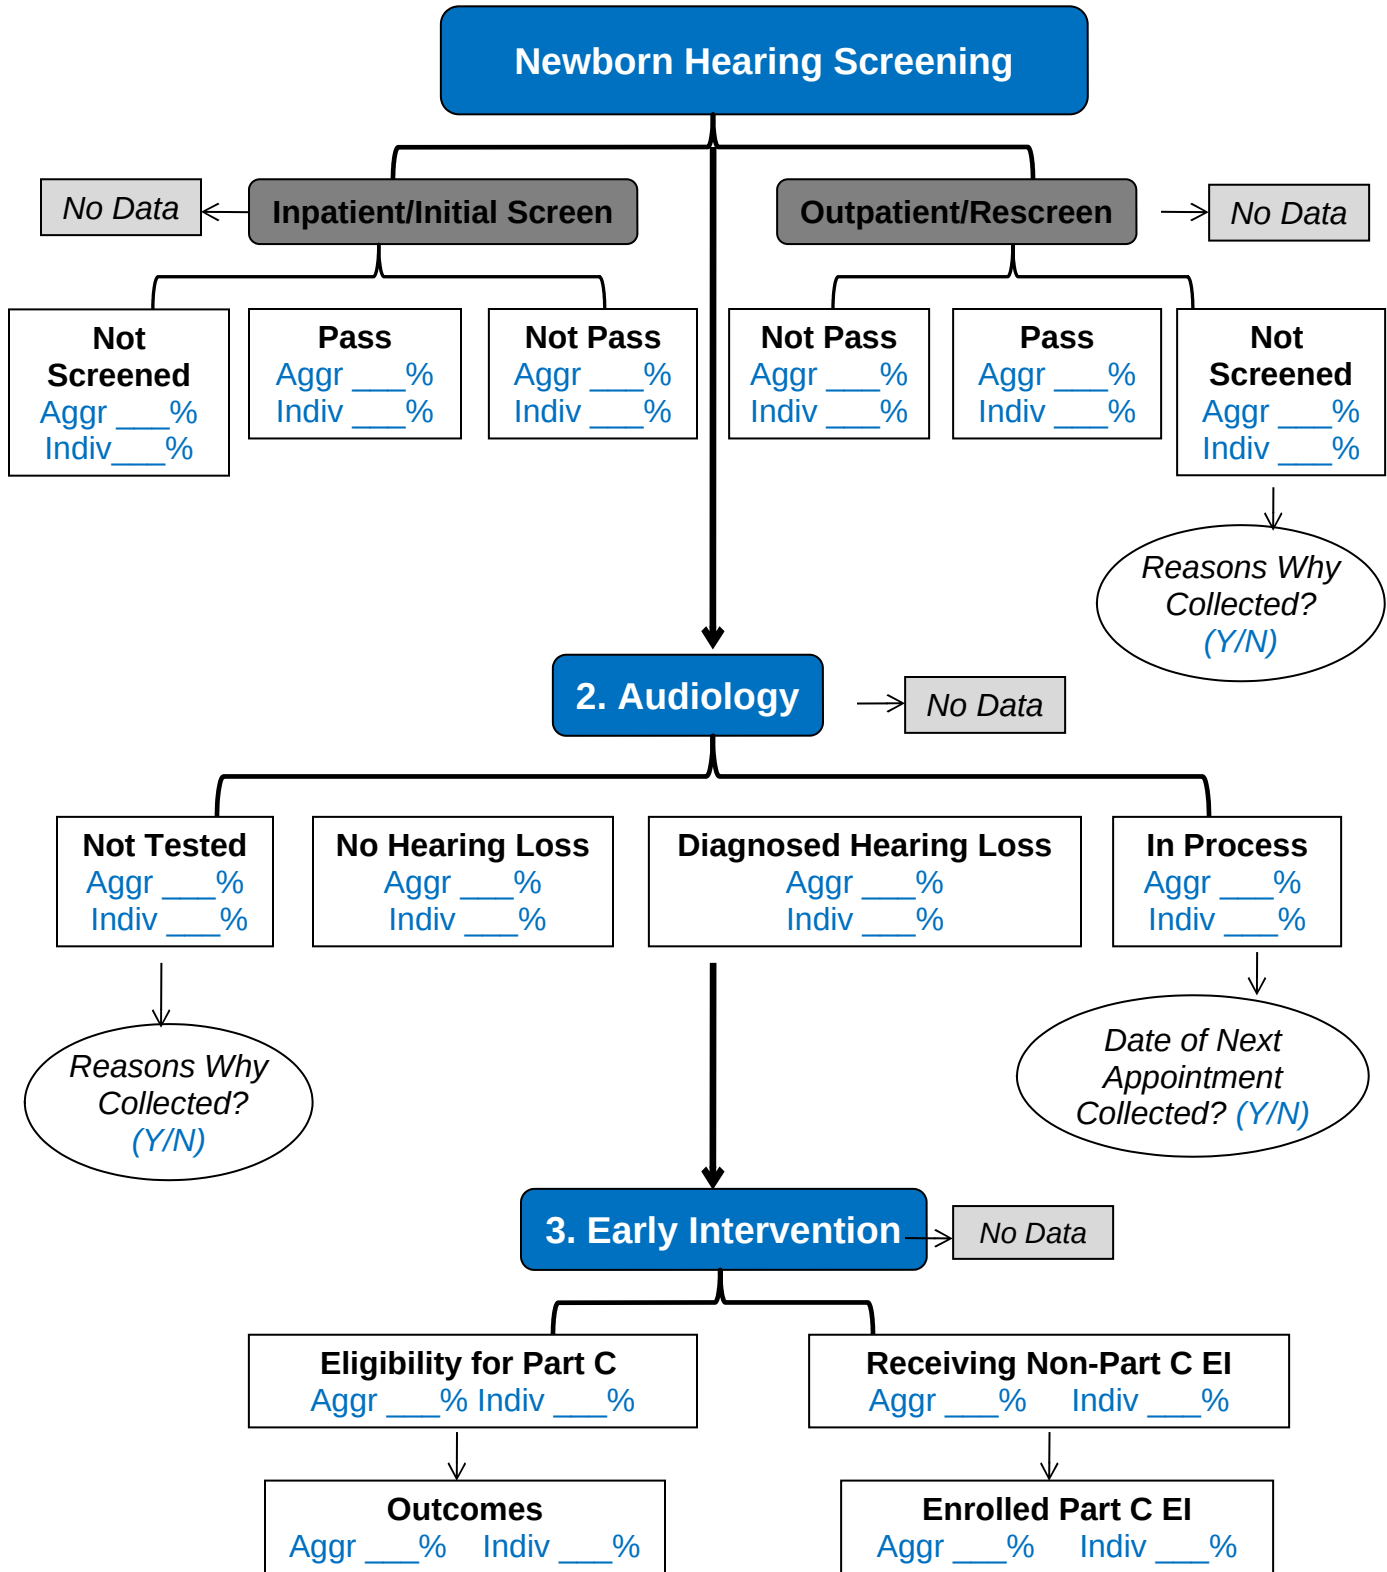 Newborn Hearing Screening
No Data
Inpatient/Initial Screen
Outpatient/Rescreen
No Data
Not
Screened
Aggr ___%
Indiv___%
Pass
Aggr ___%
Indiv ___%
Not Pass
Aggr ___%
Indiv ___%
Not Pass
Aggr ___%
Indiv ___%
Pass
Aggr ___%
Indiv ___%
Not
Screened
Aggr ___%
Indiv ___%
Reasons Why
Collected?
(Y/N)
2. Audiology
No Data
Not Tested
Aggr ___%
Indiv ___%
No Hearing Loss
Aggr ___%
Indiv ___%
Diagnosed Hearing Loss
Aggr ___%
Indiv ___%
In Process
Aggr ___%
Indiv ___%
Reasons Why
Collected?
(Y/N)
Date of Next
Appointment
Collected? (Y/N)
3. Early Intervention
No Data
Eligibility for Part C
Aggr ___% Indiv ___%
Receiving Non-Part C EI
Aggr ___% Indiv ___%
Outcomes
Aggr ___% Indiv ___%
Enrolled Part C EI
Aggr ___% Indiv ___%